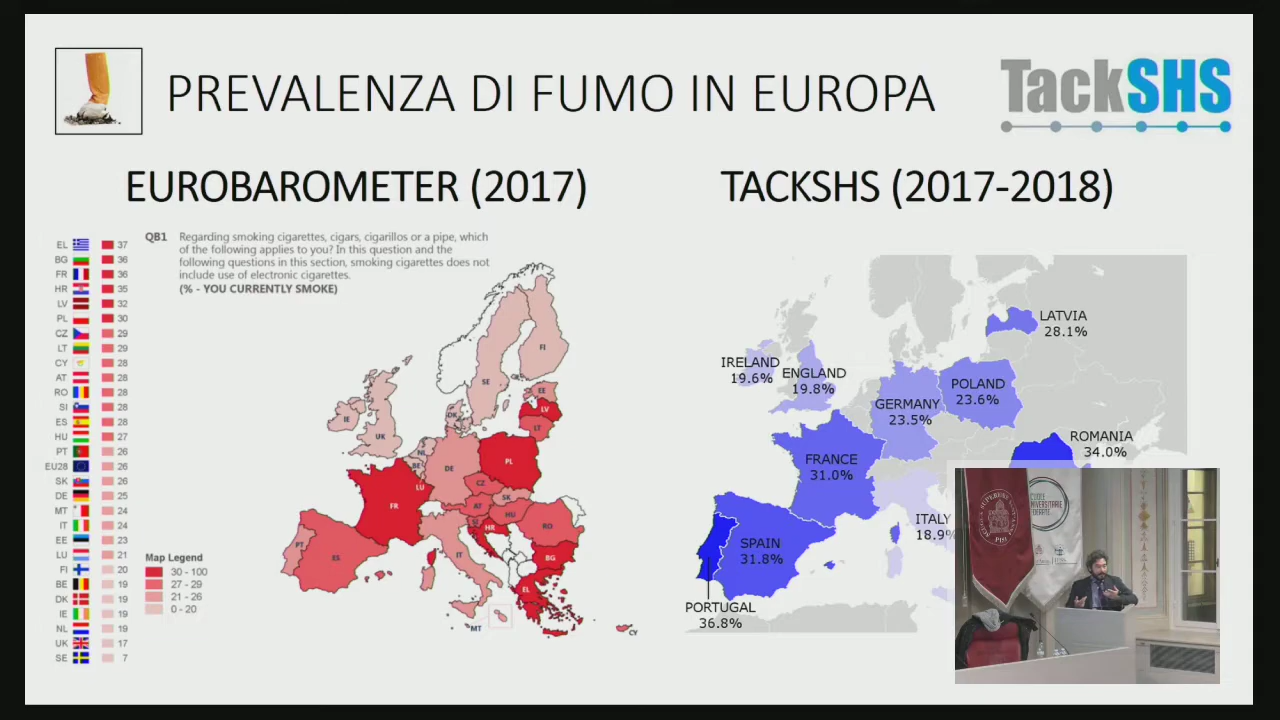 PREVALENZA DI FUMO IN EUROPA
TackSHS
EUROBAROMETER (2017)
TACKSHS (2017-2018)
QB1 Regarding smoking cigarettes, cigars, cigarillos or a pipe, which
of the following applies to you? In this question and the
following questions in this section, smoking cigarettes does not
include use of electronic cigarettes.
(% - YOU CURRENTLY SMOKE)
EL 37
BG 36
FR 36
HR 35
LV 32
PL 30
CZ 29
LT 29
CY 28
AT 28
RO 28
SI 28
ES 28
HU 27
PT 26
EU28 26
SK 26
DE 25
MT 24
IT 24
EE 23
LU 21
FI 20
BE 19
DK 19
IE 19
NL 19
UK 17
SE 7
Map Legend
30 - 100
27 - 29
21 - 26
0 - 20
FI
SE
EE
LV
LT
DK
IE
UK
NL
BE
LU
DE
PL
CZ
SK
AT
HU
FR
HR
RO
BG
IT
PT
ES
EL
MT
CY
LATVIA
28.1%
IRELAND
19.6%
ENGLAND
19.8%
POLAND
23.6%
GERMANY
23.5%
ROMANIA
34.0%
FRANCE
31.0%
ITALY
18.9%
SPAIN
31.8%
PORTUGAL
36.8%